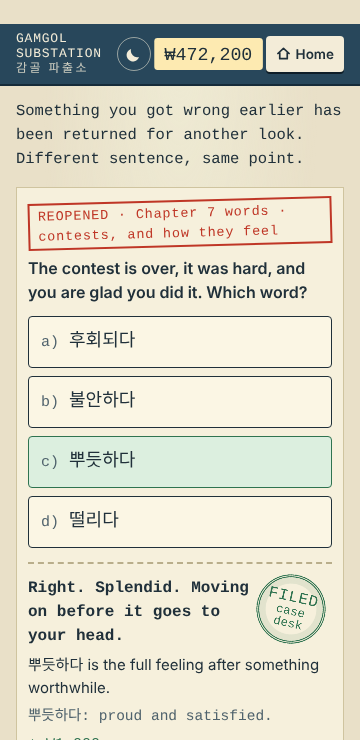 GAMGOL
SUBSTATION
감골 파출소
₩472,200
Home
Something you got wrong earlier has
been returned for another look.
Different sentence, same point.
REOPENED · Chapter 7 words ·
contests, and how they feel
The contest is over, it was hard, and
you are glad you did it. Which word?
a) 후회되다
b) 불안하다
c) 뿌듯하다
d) 떨리다
Right. Splendid. Moving
on before it goes to
your head.
FILED
case
desk
뿌듯하다 is the full feeling after something
worthwhile.
뿌듯하다: proud and satisfied.